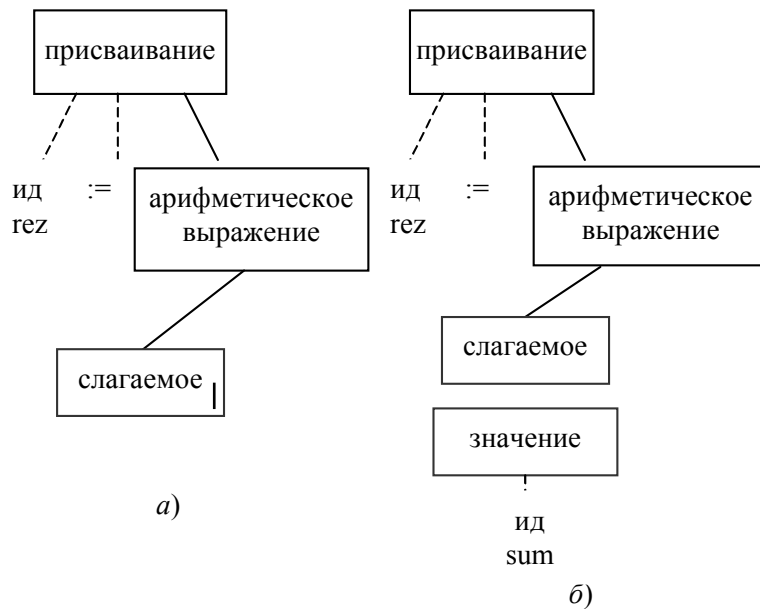 присваивание
ид
rez
:=
арифметическое
выражение
слагаемое
а)
присваивание
ид
rez
:=
арифметическое
выражение
слагаемое
значение
ид
sum
б)